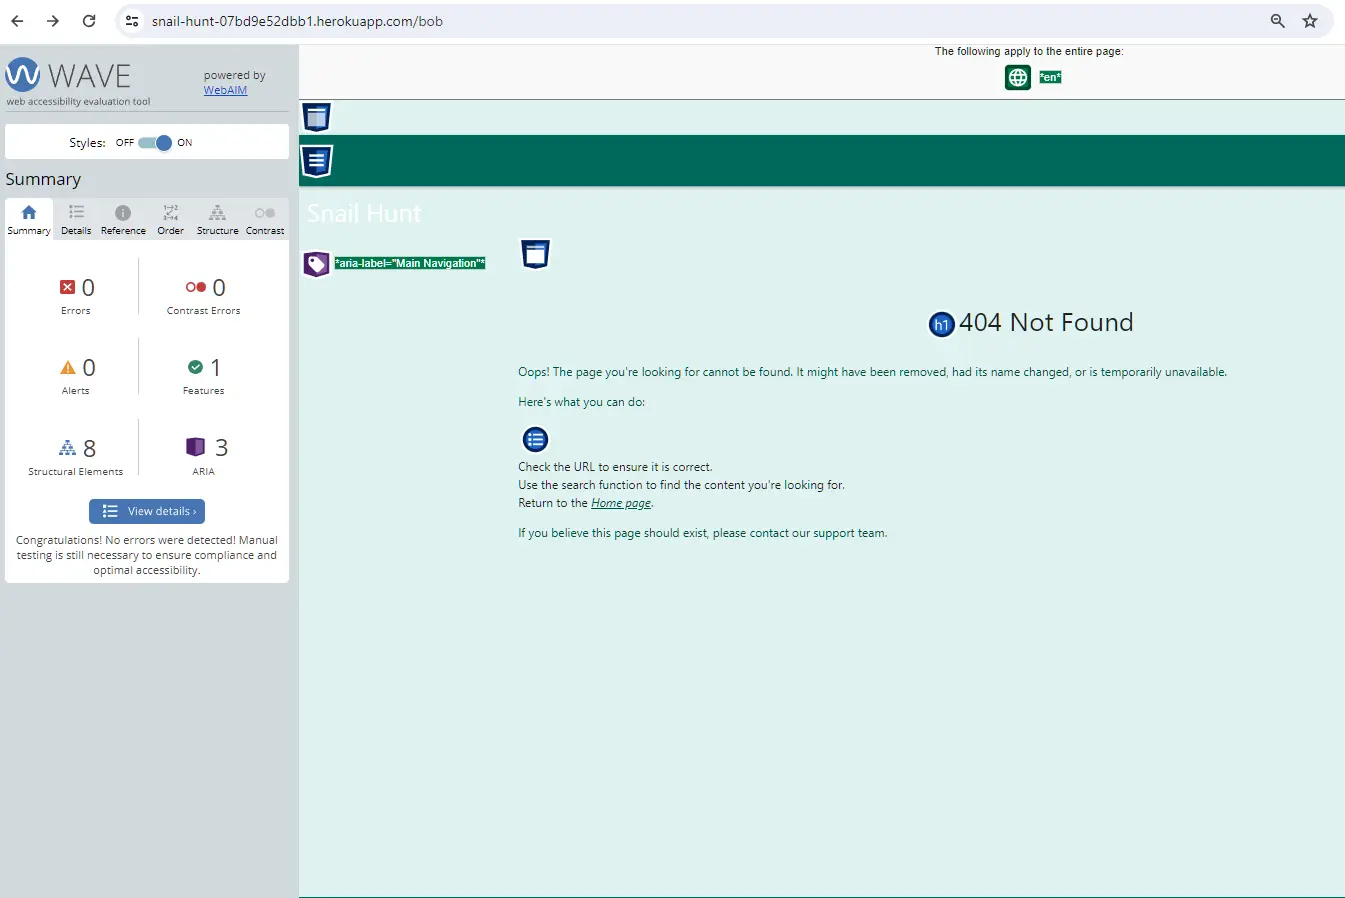 snail-hunt-07bd9e52dbb1.herokuapp.com/bob
WAVE
web accessibility evaluation tool
powered by
WebAIM
Styles: OFF ON
Summary
Summary Details Reference Order Structure Contrast
0 0
Errors Contrast Errors
0 1
Alerts Features
8 3
Structural Elements ARIA
View details ›
Congratulations! No errors were detected! Manual
testing is still necessary to ensure compliance and
optimal accessibility.
The following apply to the entire page:
*en*
Snail Hunt
*aria-label="Main Navigation"*
h1 404 Not Found
Oops! The page you're looking for cannot be found. It might have been removed, had its name changed, or is temporarily unavailable.
Here's what you can do:
Check the URL to ensure it is correct.
Use the search function to find the content you're looking for.
Return to the Home page.
If you believe this page should exist, please contact our support team.